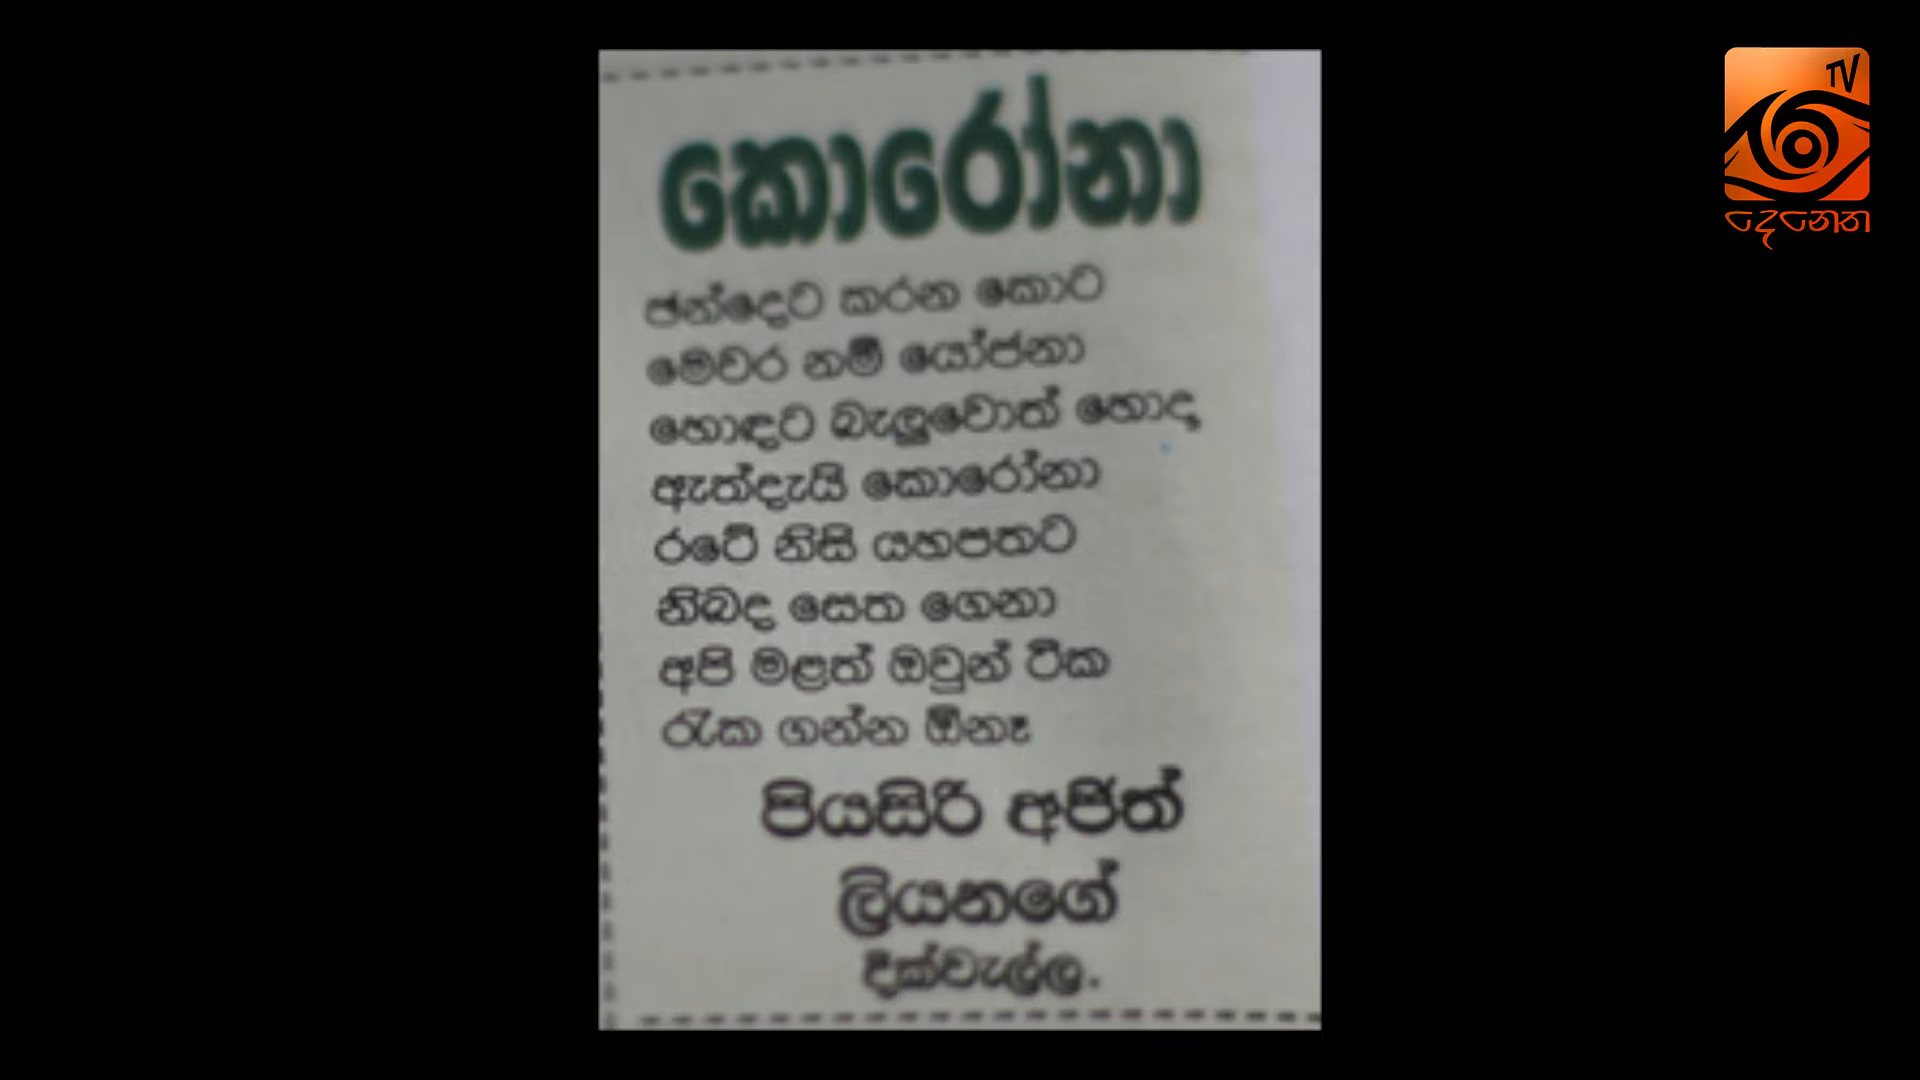 කොරෝනා
ඡන්දෙට කරන කොට
මෙවර නම් යෝජනා
හොඳට බැලුවොත් හොදෑ
ඇත්දැයි කොරෝනා
රටේ නිසි යහපතට
නිබඳ සෙත ගෙනා
අපි මළත් ඔවුන් ටික
රැක ගන්න ඕනෑ
පියසිරි අජිත්
ලියනගේ
දික්වැල්ල.
TV
දෙනෙත